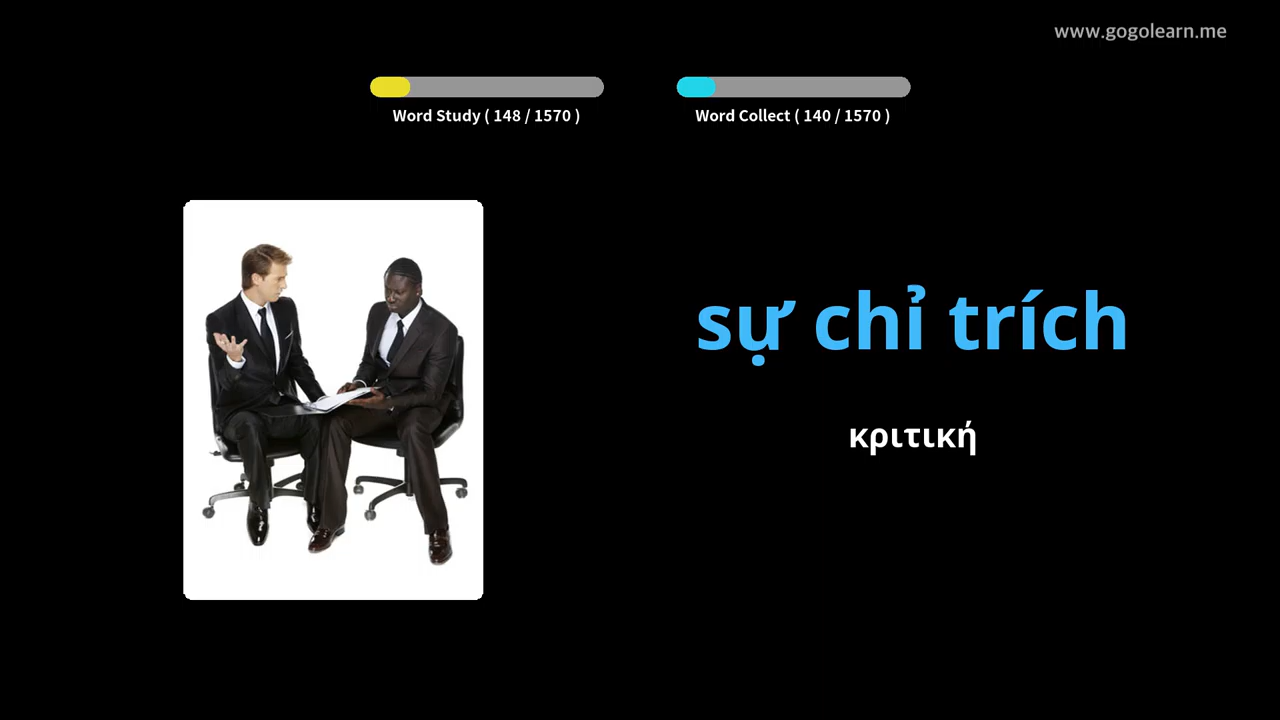 www.gogolearn.me
Word Study ( 148 / 1570 )
Word Collect ( 140 / 1570 )
sự chỉ trích
κριτική